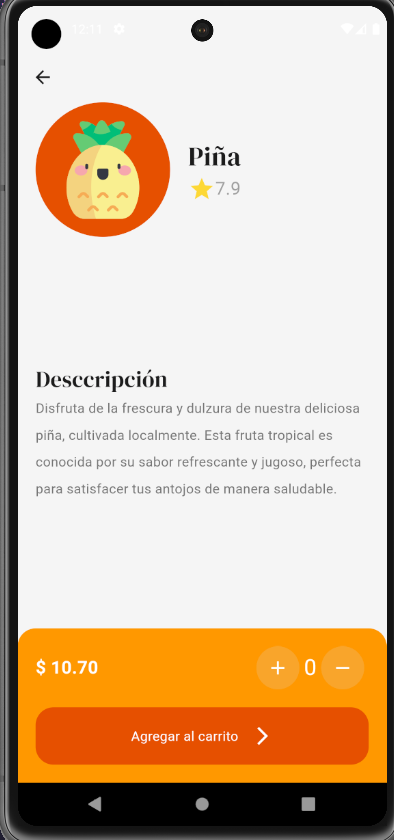 12:11
Piña
7.9
Desccripción
Disfruta de la frescura y dulzura de nuestra deliciosa
piña, cultivada localmente. Esta fruta tropical es
conocida por su sabor refrescante y jugoso, perfecta
para satisfacer tus antojos de manera saludable.
$ 10.70
+ 0 −
Agregar al carrito